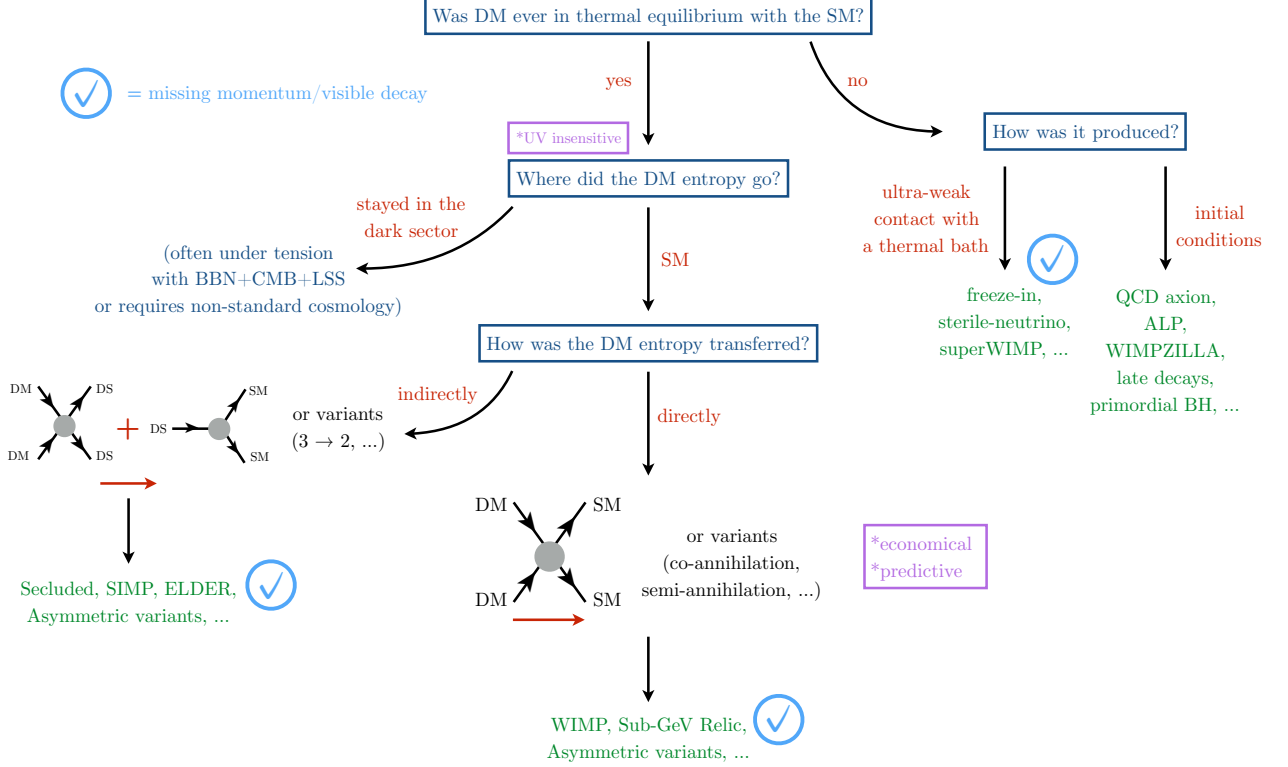 Was DM ever in thermal equilibrium with the SM?
= missing momentum/visible decay
yes
no
*UV insensitive
How was it produced?
Where did the DM entropy go?
stayed in the
dark sector
(often under tension
with BBN+CMB+LSS
or requires non-standard cosmology)
SM
ultra-weak
contact with
a thermal bath
initial
conditions
freeze-in,
sterile-neutrino,
superWIMP, ...
QCD axion,
ALP,
WIMPZILLA,
late decays,
primordial BH, ...
How was the DM entropy transferred?
indirectly
directly
DM DS
DM DS
+
DS SM
SM
or variants
(3 → 2, ...)
Secluded, SIMP, ELDER,
Asymmetric variants, ...
DM SM
DM SM
or variants
(co-annihilation,
semi-annihilation, ...)
*economical
*predictive
WIMP, Sub-GeV Relic,
Asymmetric variants, ...